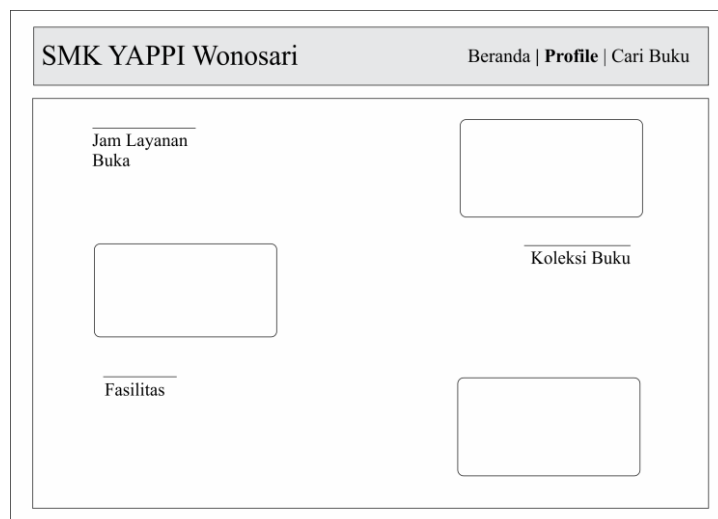 SMK YAPPI Wonosari
Beranda | Profile | Cari Buku
Jam Layanan
Buka
Koleksi Buku
Fasilitas